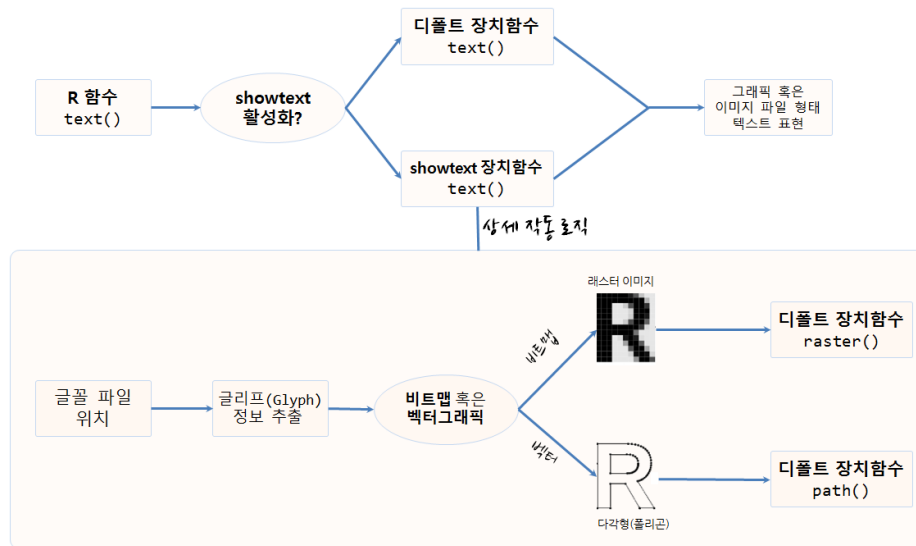 디폴트 장치함수
text()
R 함수
text()
showtext
활성화?
그래픽 혹은
이미지 파일 형태
텍스트 표현
showtext 장치함수
text()
상세 작동 로직
래스터 이미지
디폴트 장치함수
raster()
비트맵
글꼴 파일
위치
글리프(Glyph)
정보 추출
비트맵 혹은
벡터그래픽
벡터
디폴트 장치함수
path()
다각형(폴리곤)